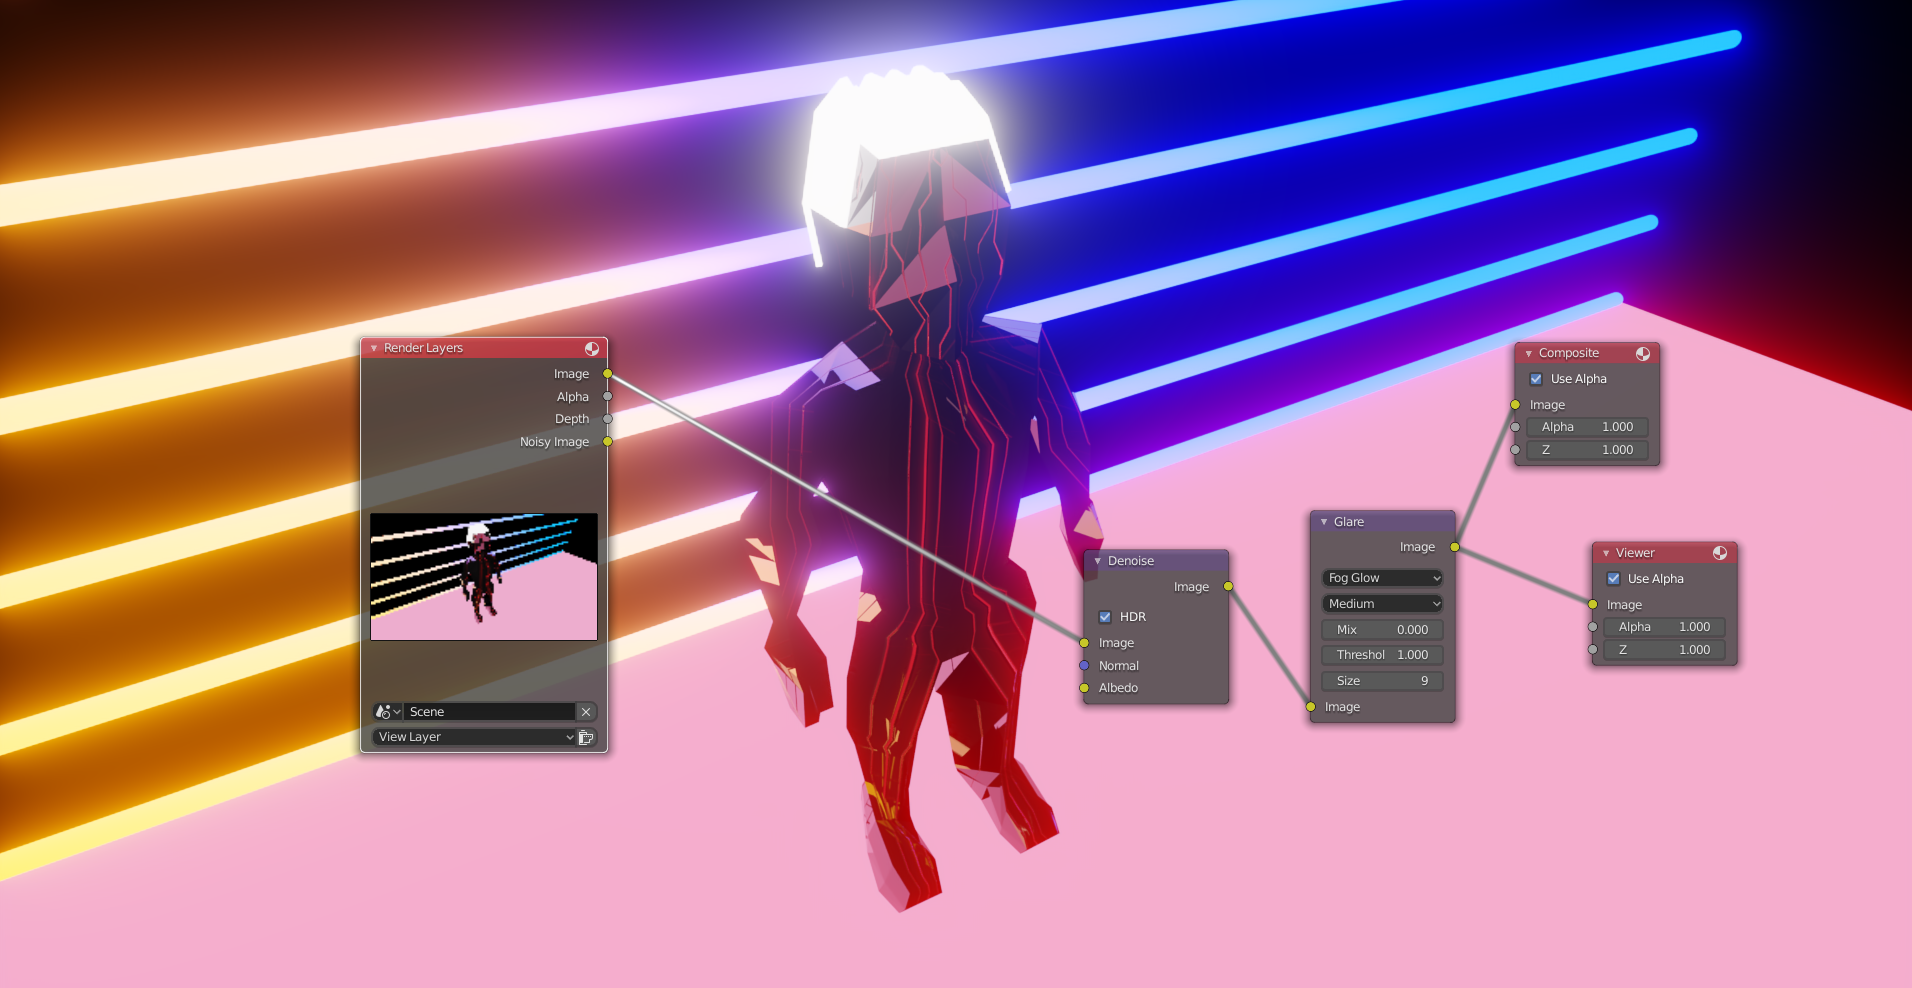 Render Layers
Image
Alpha
Depth
Noisy Image
Scene
View Layer
Denoise
Image
HDR
Image
Normal
Albedo
Glare
Image
Fog Glow
Medium
Mix 0.000
Threshol 1.000
Size 9
Image
Composite
Use Alpha
Image
Alpha 1.000
Z 1.000
Viewer
Use Alpha
Image
Alpha 1.000
Z 1.000